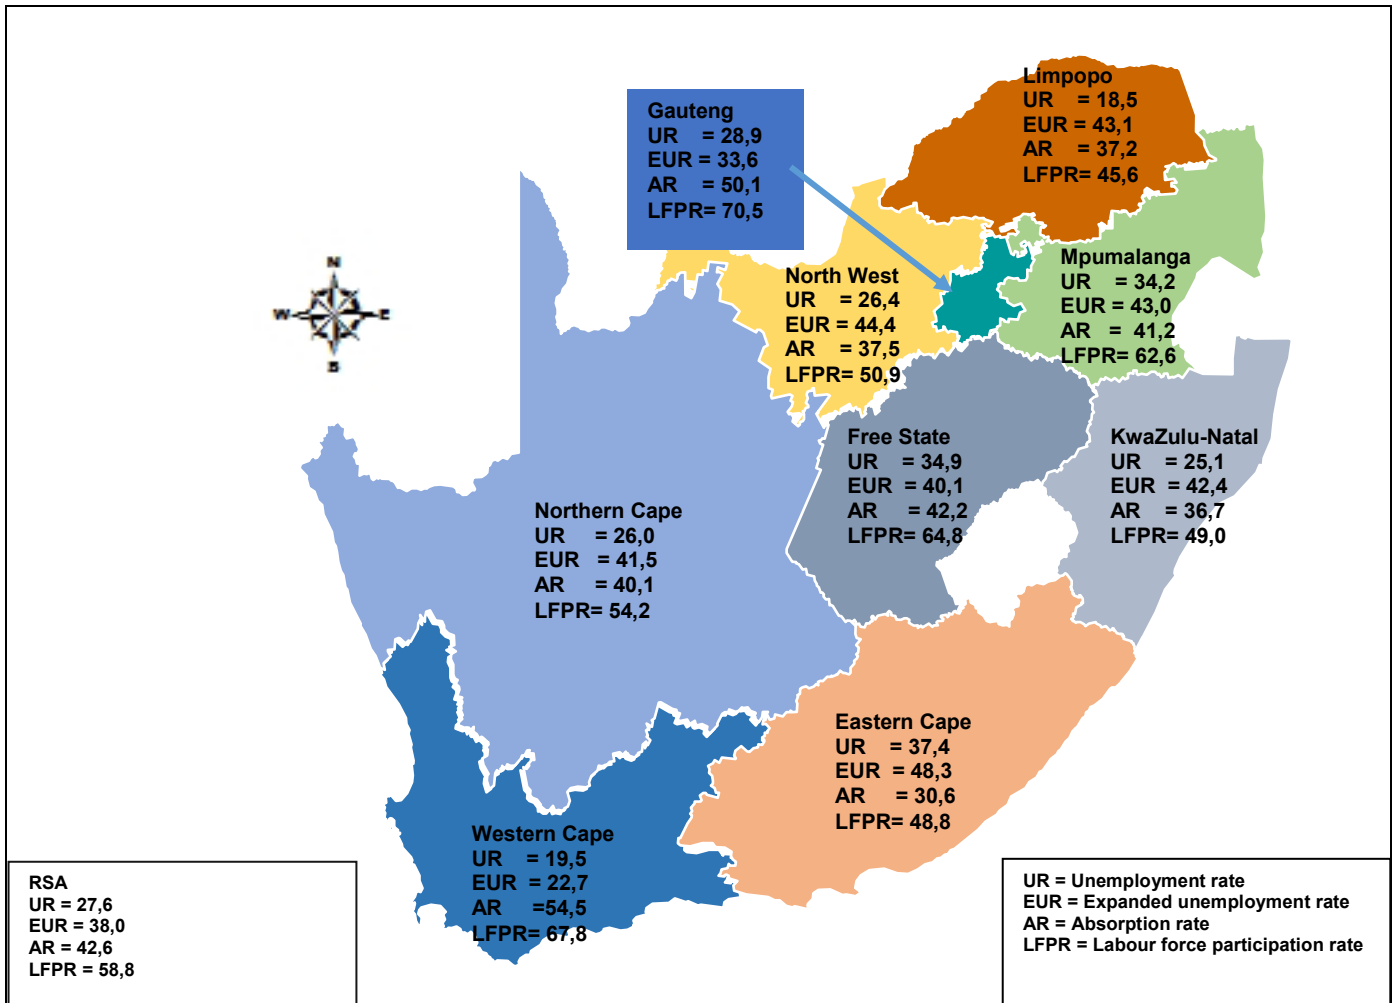 Limpopo
UR = 18,5
EUR = 43,1
AR = 37,2
LFPR= 45,6
Gauteng
UR = 28,9
EUR = 33,6
AR = 50,1
LFPR= 70,5
N
W
E
S
North West
UR = 26,4
EUR = 44,4
AR = 37,5
LFPR= 50,9
Mpumalanga
UR = 34,2
EUR = 43,0
AR = 41,2
LFPR= 62,6
Free State
UR = 34,9
EUR = 40,1
AR = 42,2
LFPR= 64,8
KwaZulu-Natal
UR = 25,1
EUR = 42,4
AR = 36,7
LFPR= 49,0
Northern Cape
UR = 26,0
EUR = 41,5
AR = 40,1
LFPR= 54,2
Eastern Cape
UR = 37,4
EUR = 48,3
AR = 30,6
LFPR= 48,8
Western Cape
UR = 19,5
EUR = 22,7
AR =54,5
LFPR= 67,8
RSA
UR = 27,6
EUR = 38,0
AR = 42,6
LFPR = 58,8
UR = Unemployment rate
EUR = Expanded unemployment rate
AR = Absorption rate
LFPR = Labour force participation rate